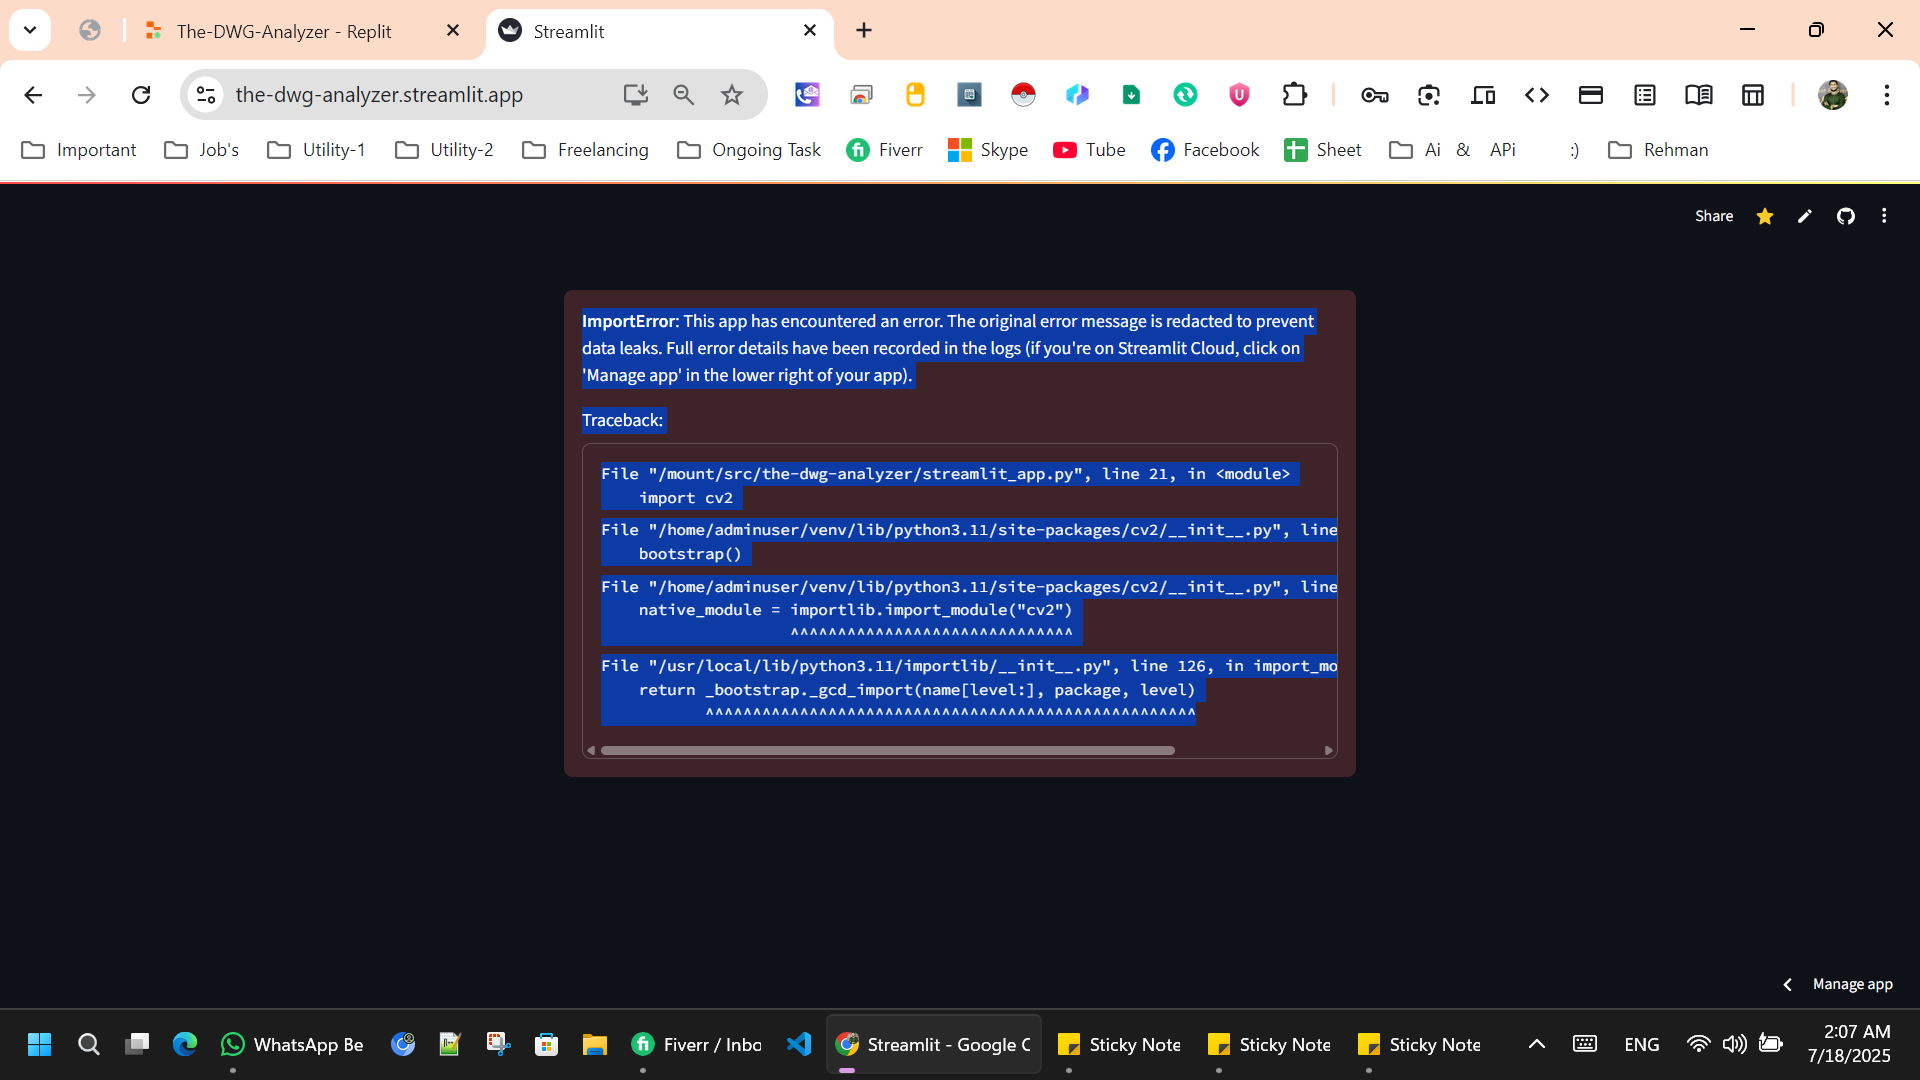 The-DWG-Analyzer - Replit
Streamlit
the-dwg-analyzer.streamlit.app
Important
Job's
Utility-1
Utility-2
Freelancing
Ongoing Task
Fiverr
Skype
Tube
Facebook
Sheet
Ai & APi :)
Rehman
Share
ImportError: This app has encountered an error. The original error message is redacted to prevent
data leaks. Full error details have been recorded in the logs (if you're on Streamlit Cloud, click on
'Manage app' in the lower right of your app).
Traceback:
File "/mount/src/the-dwg-analyzer/streamlit_app.py", line 21, in <module>
import cv2
File "/home/adminuser/venv/lib/python3.11/site-packages/cv2/__init__.py", line
bootstrap()
File "/home/adminuser/venv/lib/python3.11/site-packages/cv2/__init__.py", line
native_module = importlib.import_module("cv2")
^^^^^^^^^^^^^^^^^^^^^^^^^^^^^^
File "/usr/local/lib/python3.11/importlib/__init__.py", line 126, in import_mo
return _bootstrap._gcd_import(name[level:], package, level)
^^^^^^^^^^^^^^^^^^^^^^^^^^^^^^^^^^^^^^^^^^^^^^^^^^^^
Manage app
WhatsApp Be
Fiverr / Inbo
Streamlit - Google C
Sticky Note
Sticky Note
Sticky Note
ENG
2:07 AM
7/18/2025